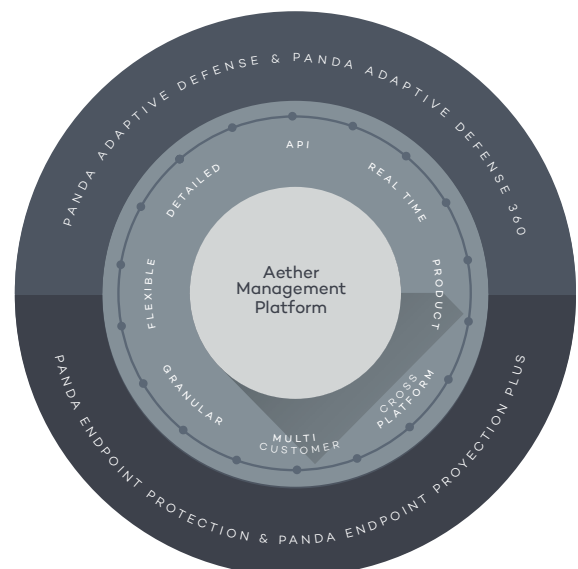 PANDA ADAPTIVE DEFENSE & PANDA ADAPTIVE DEFENSE 360
API
REAL TIME
PRODUCT
CROSS
PLATFORM
MULTI
CUSTOMER
GRANULAR
FLEXIBLE
DETAILED
Aether
Management
Platform
PANDA ENDPOINT PROTECTION & PANDA ENDPOINT PROYECTION PLUS